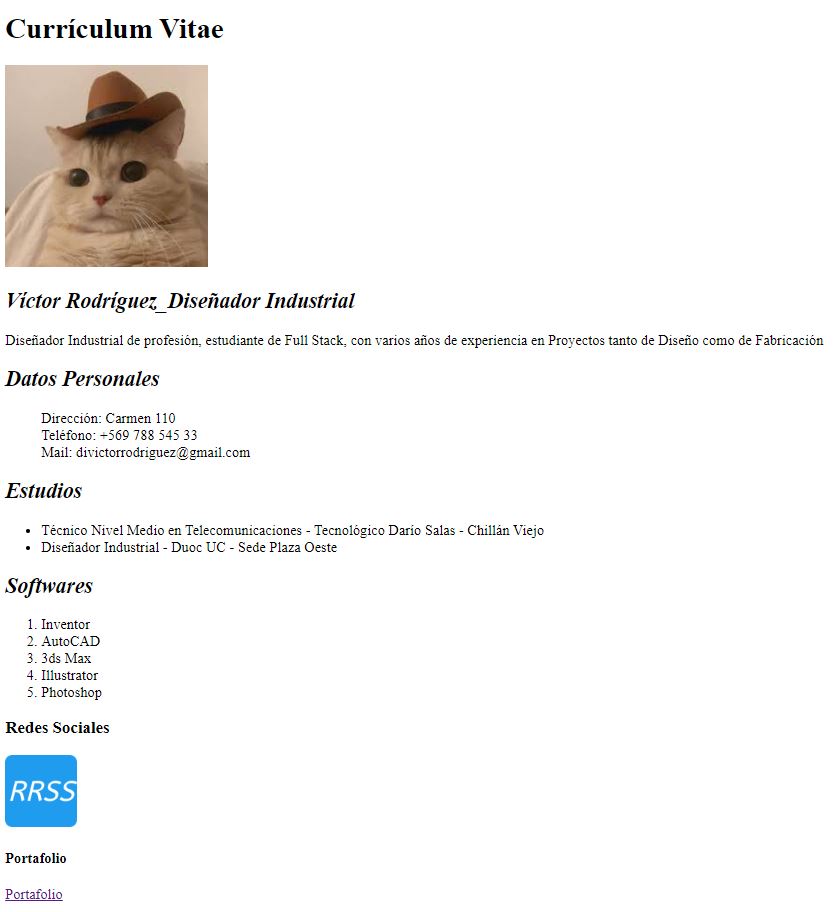 Currículum Vitae
Víctor Rodríguez_Diseñador Industrial
Diseñador Industrial de profesión, estudiante de Full Stack, con varios años de experiencia en Proyectos tanto de Diseño como de Fabricación
Datos Personales
Dirección: Carmen 110
Teléfono: +569 788 545 33
Mail: divictorrodriguez@gmail.com
Estudios
• Técnico Nivel Medio en Telecomunicaciones - Tecnológico Darío Salas - Chillán Viejo
• Diseñador Industrial - Duoc UC - Sede Plaza Oeste
Softwares
1. Inventor
2. AutoCAD
3. 3ds Max
4. Illustrator
5. Photoshop
Redes Sociales
RRSS
Portafolio
Portafolio